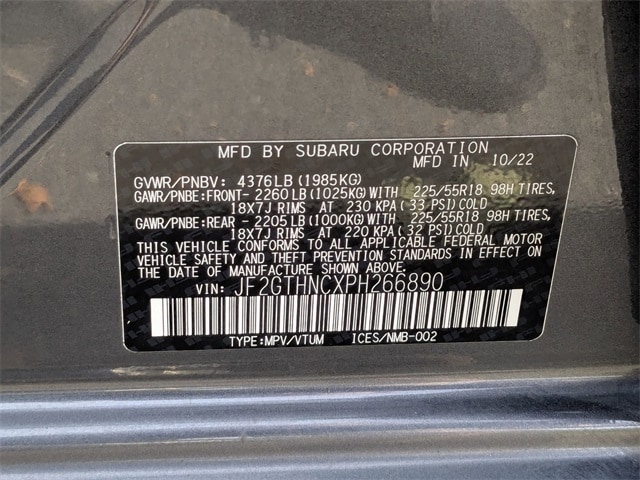 MFD BY SUBARU CORPORATION
MFD IN 10/22
GVWR/PNBV: 4376LB(1985KG)
GAWR/PNBE:FRONT- 2260LB(1025KG)WITH 225/55R18 98H TIRES,
18X7J RIMS AT 230 KPA(33 PSI)COLD
GAWR/PNBE:REAR - 2205LB(1000KG)WITH 225/55R18 98H TIRES,
18X7J RIMS AT 220 KPA(32 PSI)COLD
THIS VEHICLE CONFORMS TO ALL APPLICABLE FEDERAL MOTOR
VEHICLE SAFETY AND THEFT PREVENTION STANDARDS IN EFFECT ON
THE DATE OF MANUFACTURE SHOWN ABOVE.
VIN: JF2GTHNCXPH266890
TYPE:MPV/VTUM ICES/NMB-002